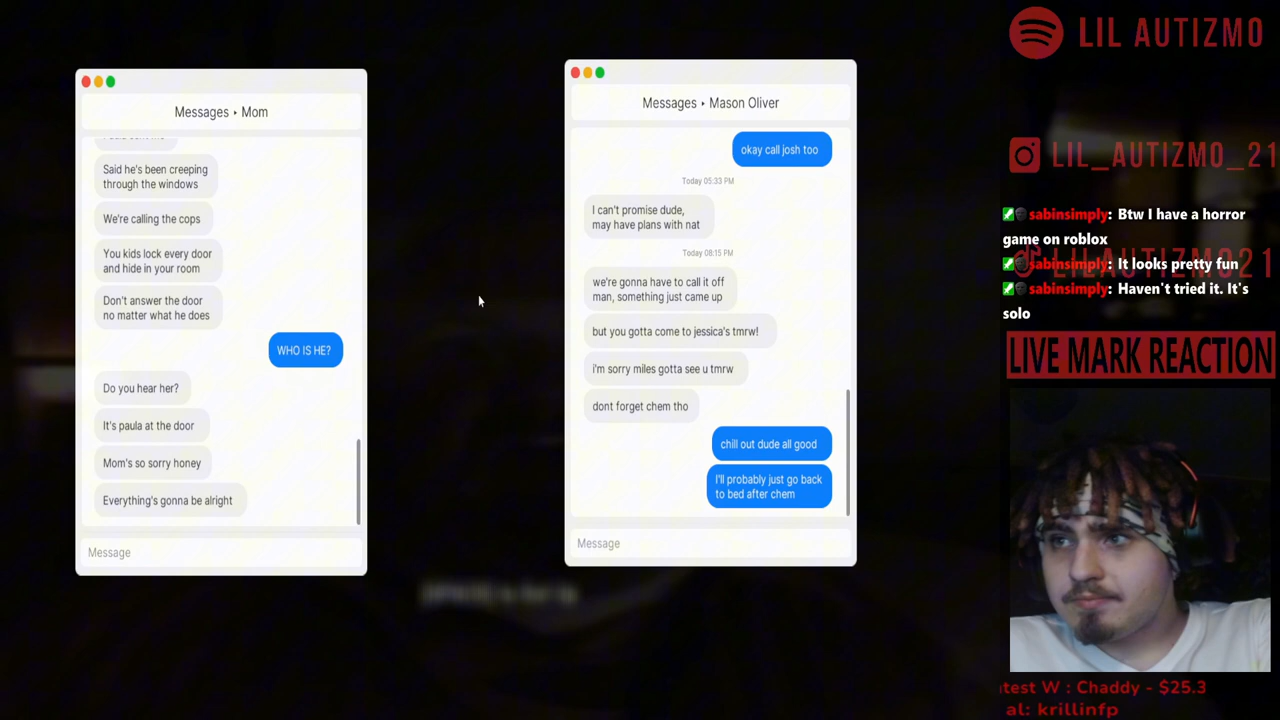 Messages ▸ Mom
Said he's been creeping
through the windows
We're calling the cops
You kids lock every door
and hide in your room
Don't answer the door
no matter what he does
WHO IS HE?
Do you hear her?
It's paula at the door
Mom's so sorry honey
Everything's gonna be alright
Message
Messages ▸ Mason Oliver
okay call josh too
Today 05:33 PM
I can't promise dude,
may have plans with nat
Today 08:15 PM
we're gonna have to call it off
man, something just came up
but you gotta come to jessica's tmrw!
i'm sorry miles gotta see u tmrw
dont forget chem tho
chill out dude all good
I'll probably just go back
to bed after chem
Message
LIL AUTIZMO
LIL_AUTIZMO_21
sabinsimply: Btw I have a horror
game on roblox
LIL AUTIZMO21
sabinsimply: It looks pretty fun
sabinsimply: Haven't tried it. It's
solo
LIVE MARK REACTION
test W : Chaddy - $25.3
al: krillinfp